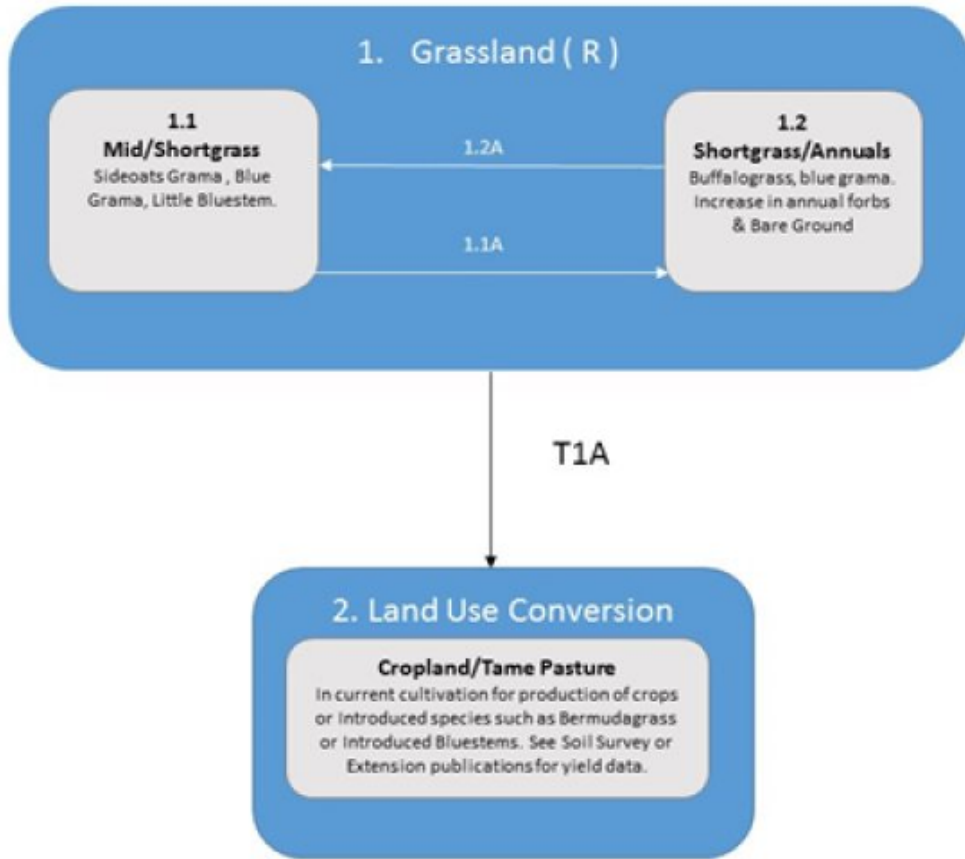 1. Grassland ( R )
1.1
Mid/Shortgrass
Sideoats Grama , Blue
Grama, Little Bluestem.
1.2A
1.1A
1.2
Shortgrass/Annuals
Buffalograss, blue grama.
Increase in annual forbs
& Bare Ground
T1A
2. Land Use Conversion
Cropland/Tame Pasture
In current cultivation for production of crops
or Introduced species such as Bermudagrass
or Introduced Bluestems. See Soil Survey or
Extension publications for yield data.